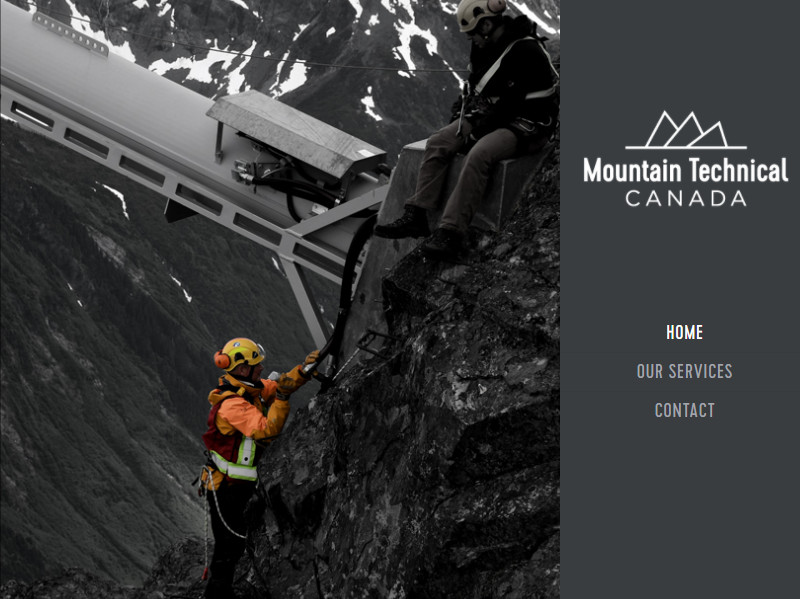 Mountain Technical
CANADA
HOME
OUR SERVICES
CONTACT